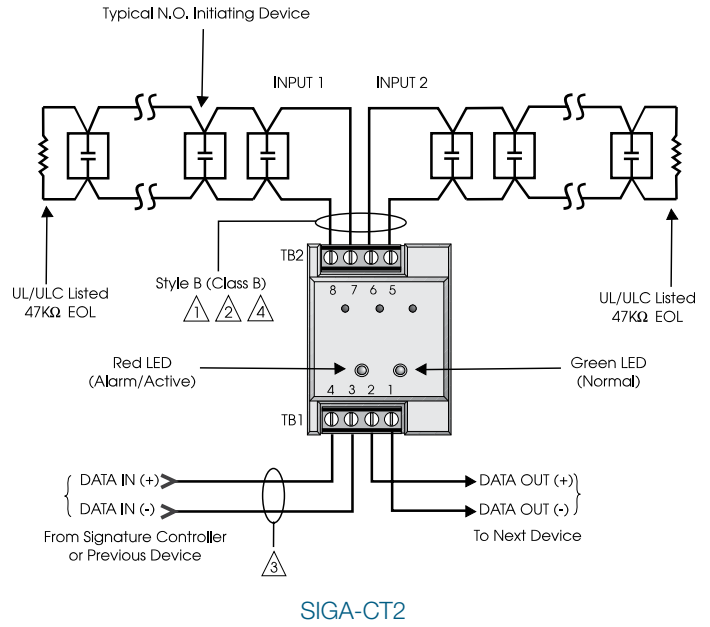 Typical N.O. Initiating Device
INPUT 1
INPUT 2
TB2
8 7 6 5
Style B (Class B)
1 2 4
UL/ULC Listed
47KΩ EOL
UL/ULC Listed
47KΩ EOL
Red LED
(Alarm/Active)
Green LED
(Normal)
4 3 2 1
TB1
DATA IN (+)
DATA IN (-)
From Signature Controller
or Previous Device
3
DATA OUT (+)
DATA OUT (-)
To Next Device
SIGA-CT2